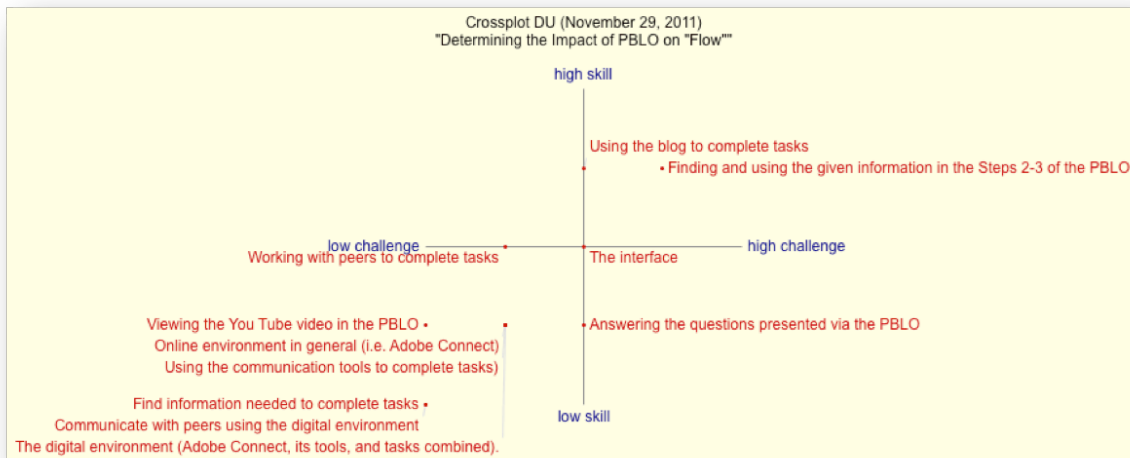 Crossplot DU (November 29, 2011)
"Determining the Impact of PBLO on "Flow""
high skill
Using the blog to complete tasks
Finding and using the given information in the Steps 2-3 of the PBLO
low challenge
high challenge
Working with peers to complete tasks
The interface
Viewing the You Tube video in the PBLO
Answering the questions presented via the PBLO
Online environment in general (i.e. Adobe Connect)
Using the communication tools to complete tasks)
Find information needed to complete tasks
low skill
Communicate with peers using the digital environment
The digital environment (Adobe Connect, its tools, and tasks combined).